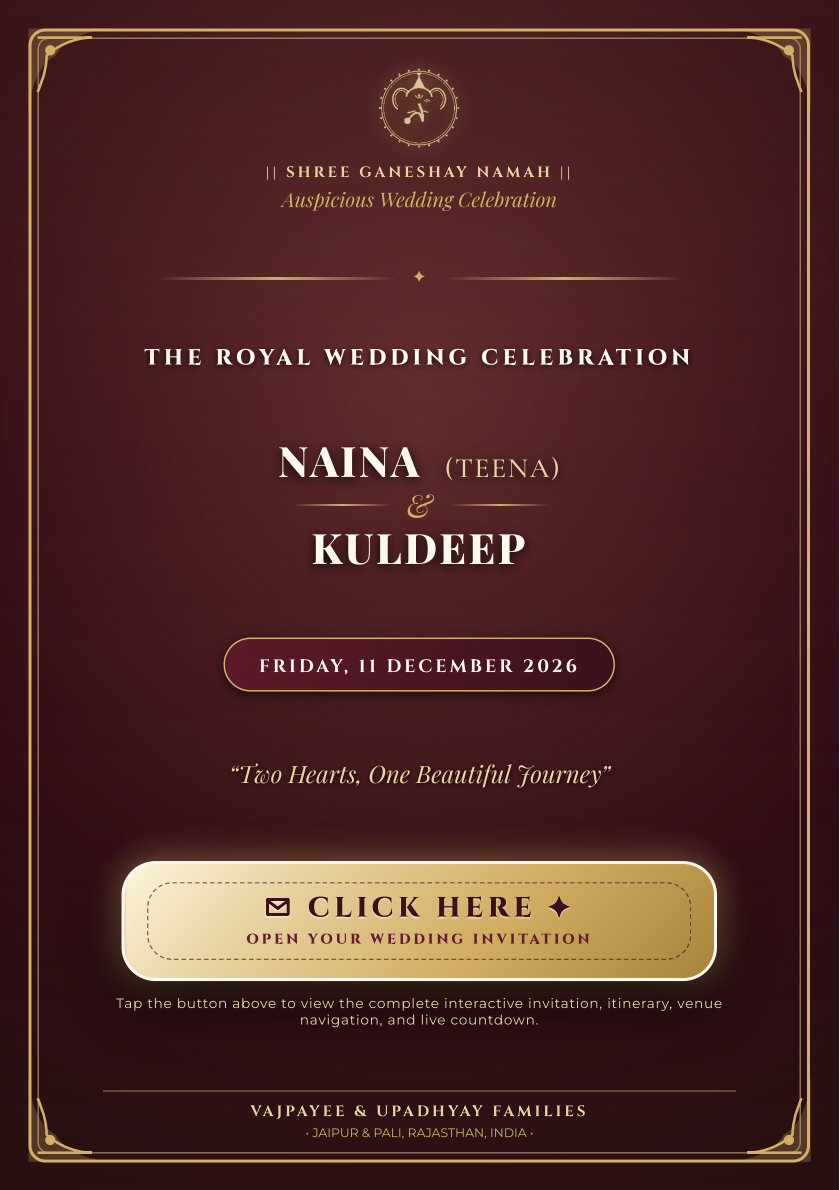 || SHREE GANESHAY NAMAH ||
Auspicious Wedding Celebration
THE ROYAL WEDDING CELEBRATION
NAINA (TEENA)
&
KULDEEP
FRIDAY, 11 DECEMBER 2026
“Two Hearts, One Beautiful Journey”
CLICK HERE
OPEN YOUR WEDDING INVITATION
Tap the button above to view the complete interactive invitation, itinerary, venue
navigation, and live countdown.
VAJPAYEE & UPADHYAY FAMILIES
· JAIPUR & PALI, RAJASTHAN, INDIA ·